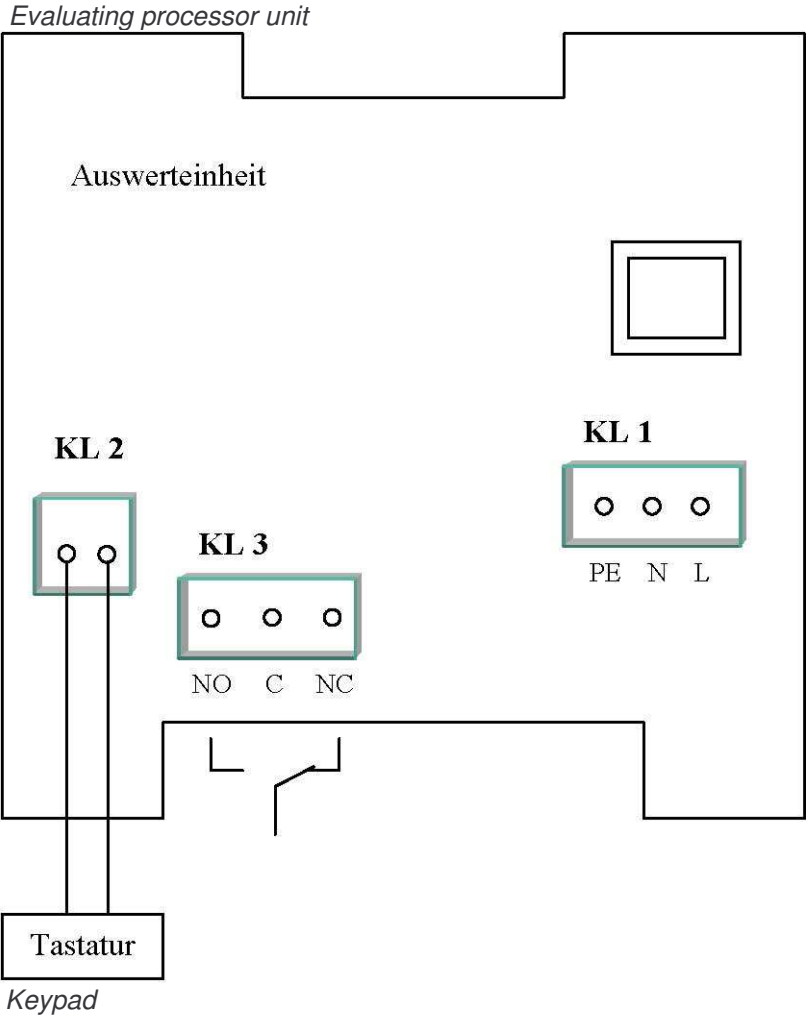 Evaluating processor unit
Auswerteinheit
KL 1
KL 2
PE N L
KL 3
NO C NC
Tastatur
Keypad